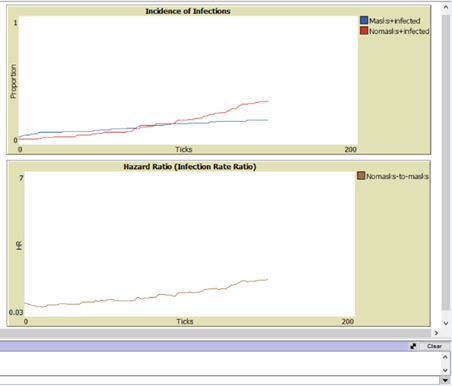 Incidence of Infections
1
Masks+infected
Nomasks+infected
Proportion
0
0
Ticks
200
Hazard Ratio (Infection Rate Ratio)
7
Nomasks-to-masks
HR
0.03
0
Ticks
200
Clear